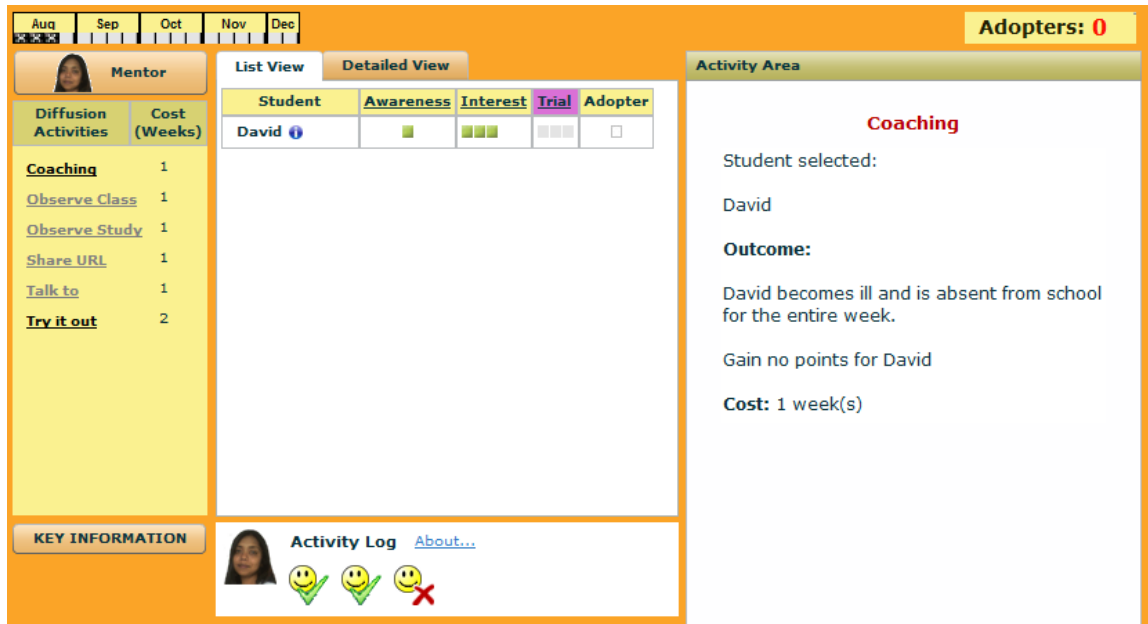 Aug Sep Oct Nov Dec
Adopters: 0
Mentor
Diffusion Activities Cost (Weeks)
Coaching 1
Observe Class 1
Observe Study 1
Share URL 1
Talk to 1
Try it out 2
KEY INFORMATION
List View Detailed View
Student Awareness Interest Trial Adopter
David i
Activity Log About...
Activity Area
Coaching
Student selected:
David
Outcome:
David becomes ill and is absent from school
for the entire week.
Gain no points for David
Cost: 1 week(s)